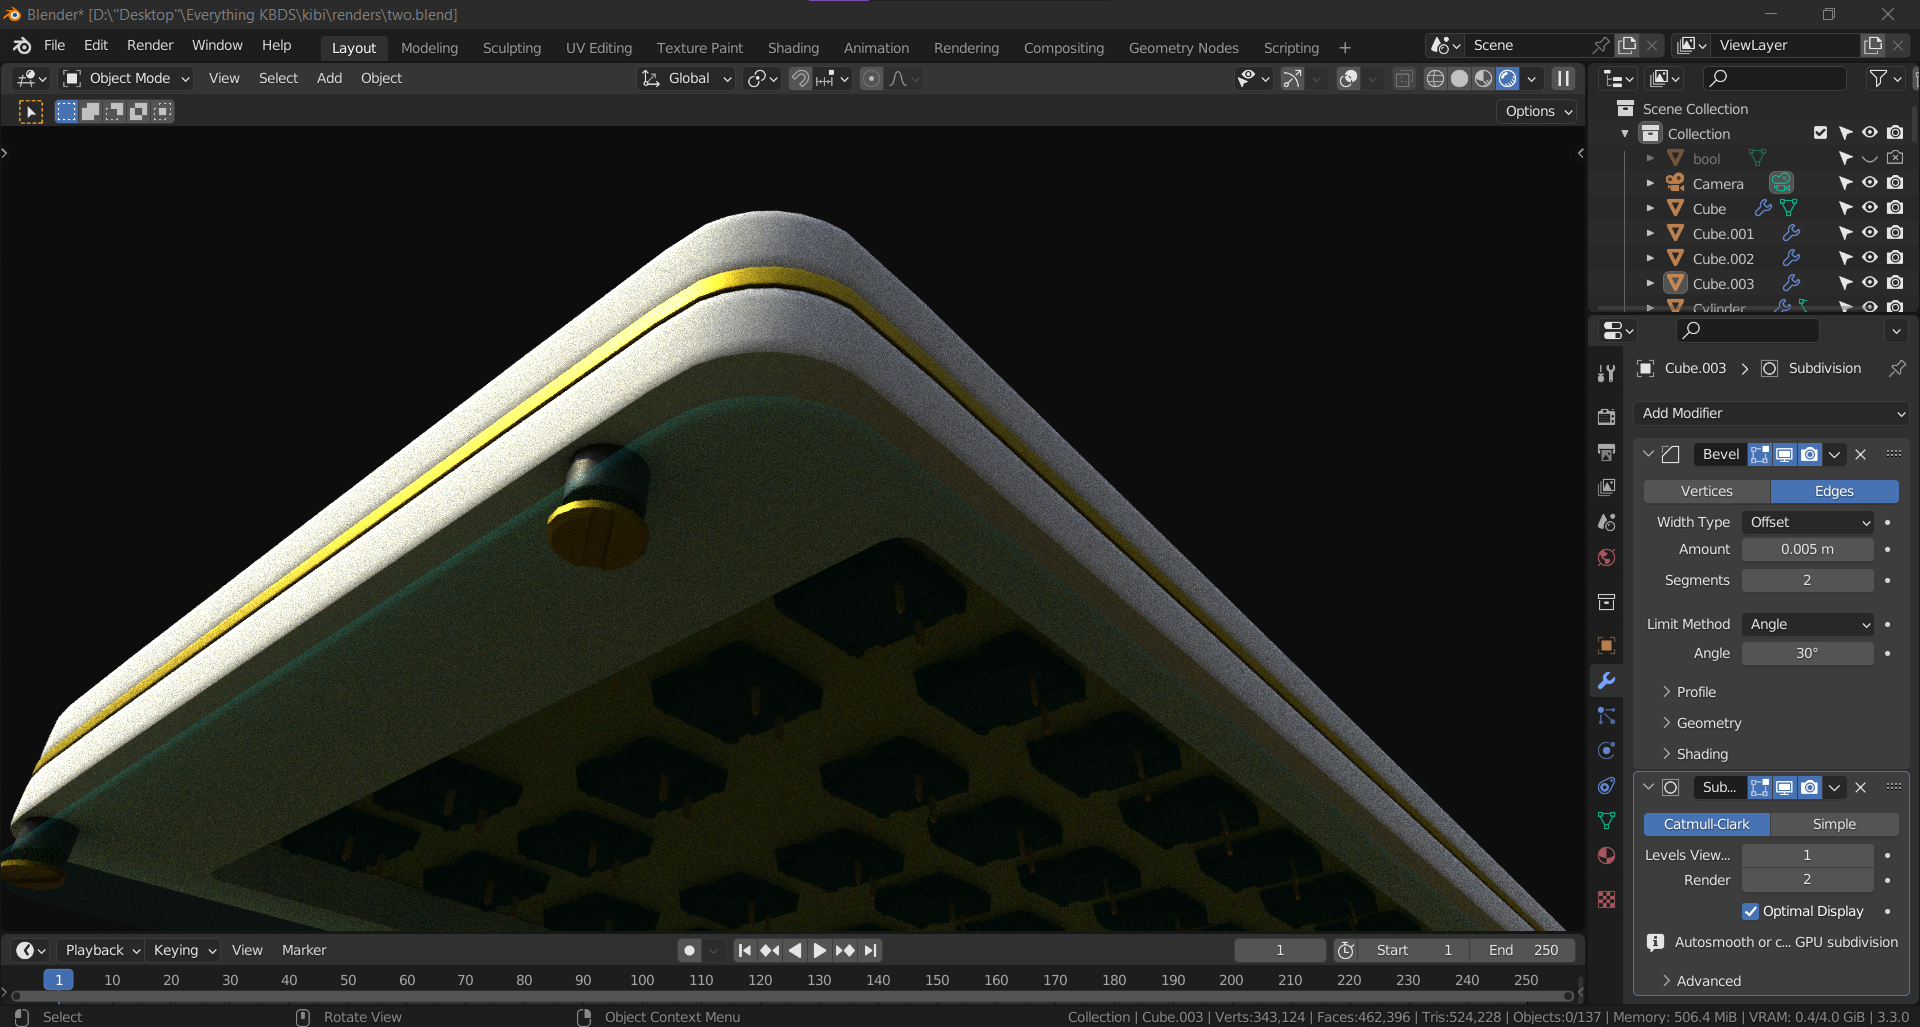 Blender* [D:\"Desktop"\Everything KBDS\kibi\renders\two.blend]
File Edit Render Window Help Layout Modeling Sculpting UV Editing Texture Paint Shading Animation Rendering Compositing Geometry Nodes Scripting + Scene ViewLayer
Object Mode View Select Add Object Global
Options
Scene Collection
Collection
bool
Camera
Cube
Cube.001
Cube.002
Cube.003
Cylinder
Cube.003 > Subdivision
Add Modifier
Bevel
Vertices Edges
Width Type Offset
Amount 0.005 m
Segments 2
Limit Method Angle
Angle 30°
Profile
Geometry
Shading
Sub...
Catmull-Clark Simple
Levels View... 1
Render 2
Optimal Display
Autosmooth or c... GPU subdivision
Advanced
Playback Keying View Marker 1 Start 1 End 250
1 10 20 30 40 50 60 70 80 90 100 110 120 130 140 150 160 170 180 190 200 210 220 230 240 250
Select Rotate View Object Context Menu Collection | Cube.003 | Verts:343,124 | Faces:462,396 | Tris:524,228 | Objects:0/137 | Memory: 506.4 MiB | VRAM: 0.4/4.0 GiB | 3.3.0